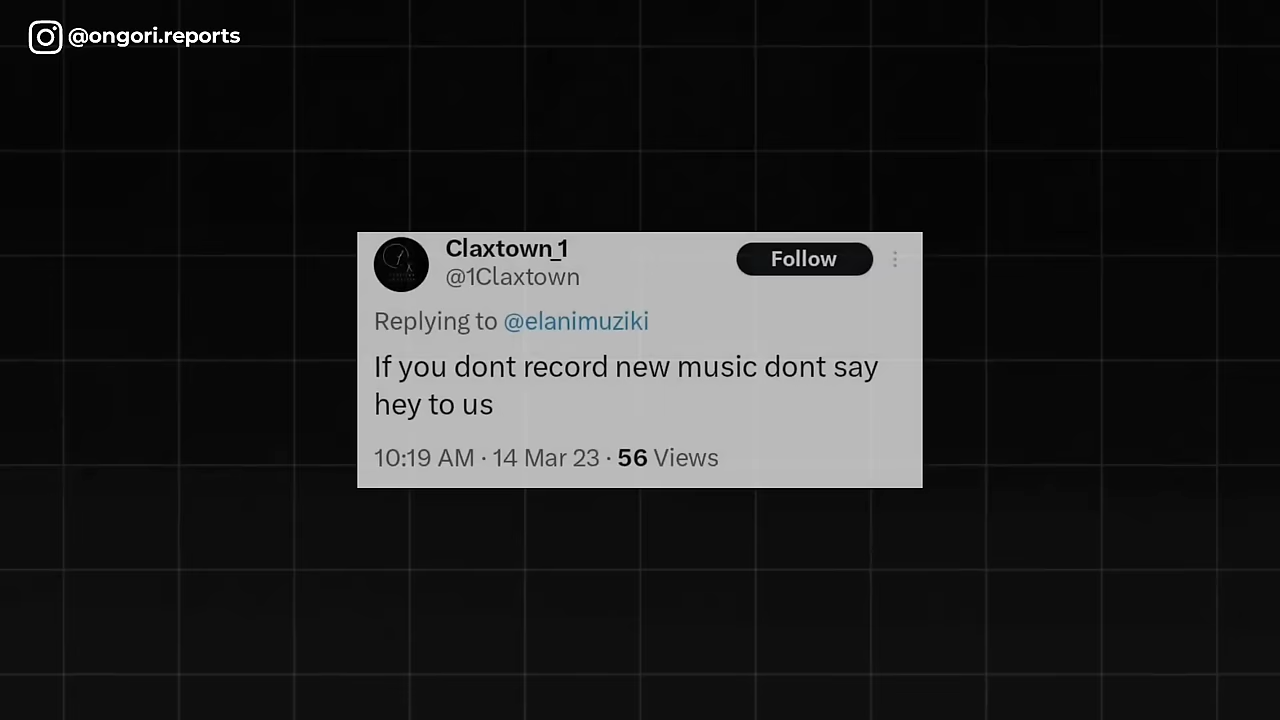 @ongori.reports
Claxtown_1
Follow
@1Claxtown
Replying to @elanimuziki
If you dont record new music dont say
hey to us
10:19 AM · 14 Mar 23 · 56 Views